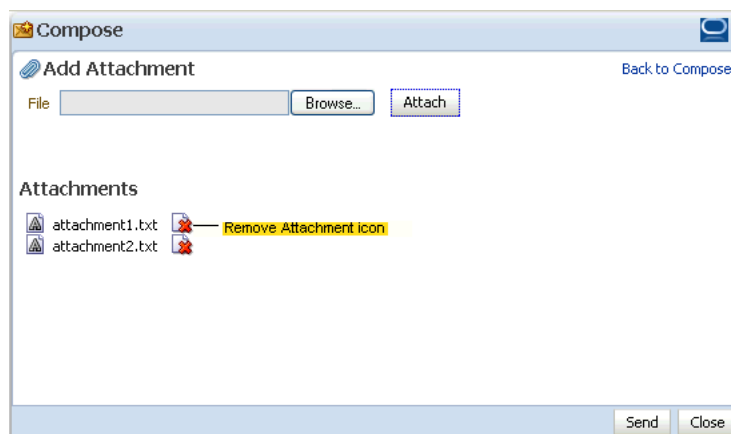 Compose
Add Attachment
Back to Compose
File Browse... Attach
Attachments
attachment1.txt Remove Attachment icon
attachment2.txt
Send Close